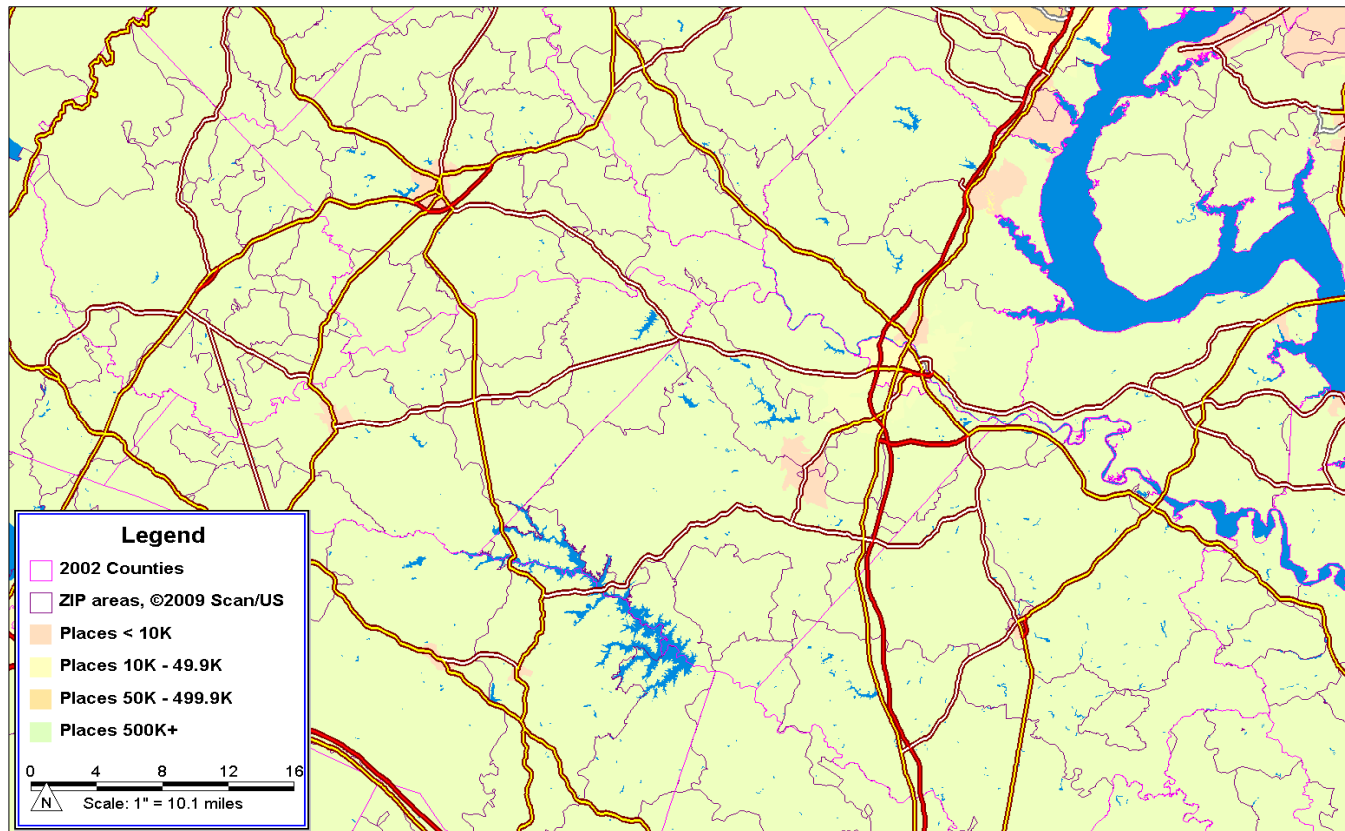 Legend
2002 Counties
ZIP areas, ©2009 Scan/US
Places < 10K
Places 10K - 49.9K
Places 50K - 499.9K
Places 500K+
0 4 8 12 16
N
Scale: 1" = 10.1 miles